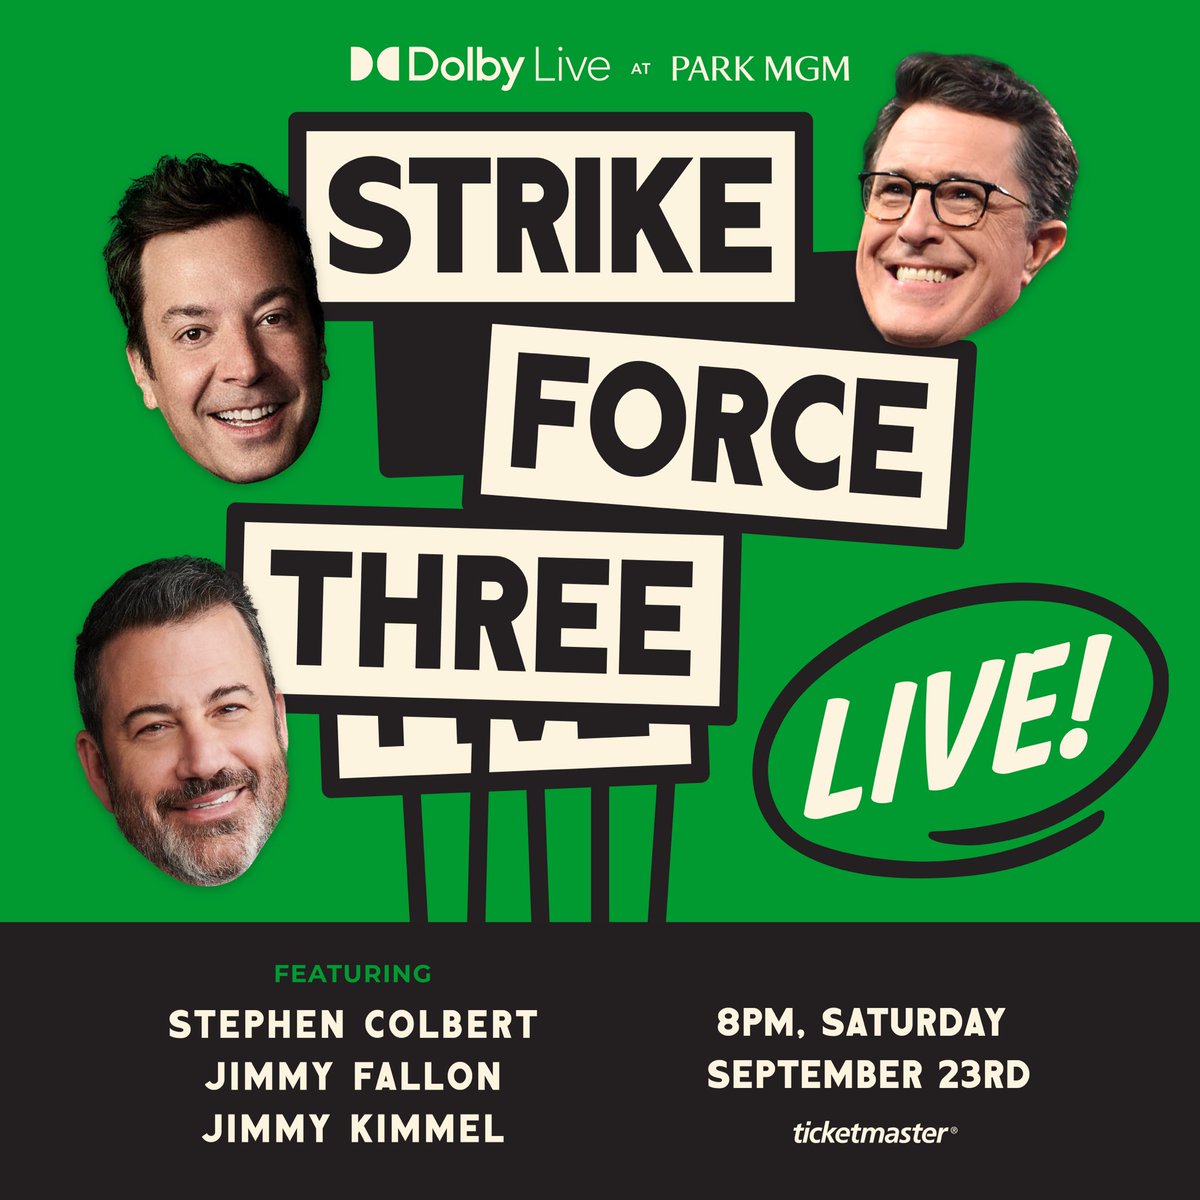 Dolby Live AT PARK MGM
STRIKE
FORCE
THREE
LIVE!
FEATURING
STEPHEN COLBERT
JIMMY FALLON
JIMMY KIMMEL
8PM, SATURDAY
SEPTEMBER 23RD
ticketmaster®